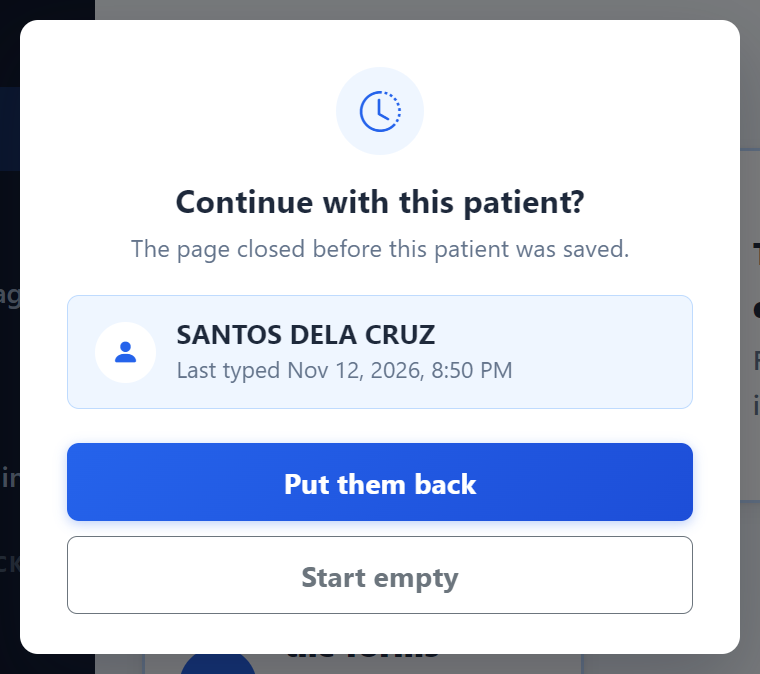 Continue with this patient?
The page closed before this patient was saved.
SANTOS DELA CRUZ
Last typed Nov 12, 2026, 8:50 PM
Put them back
Start empty